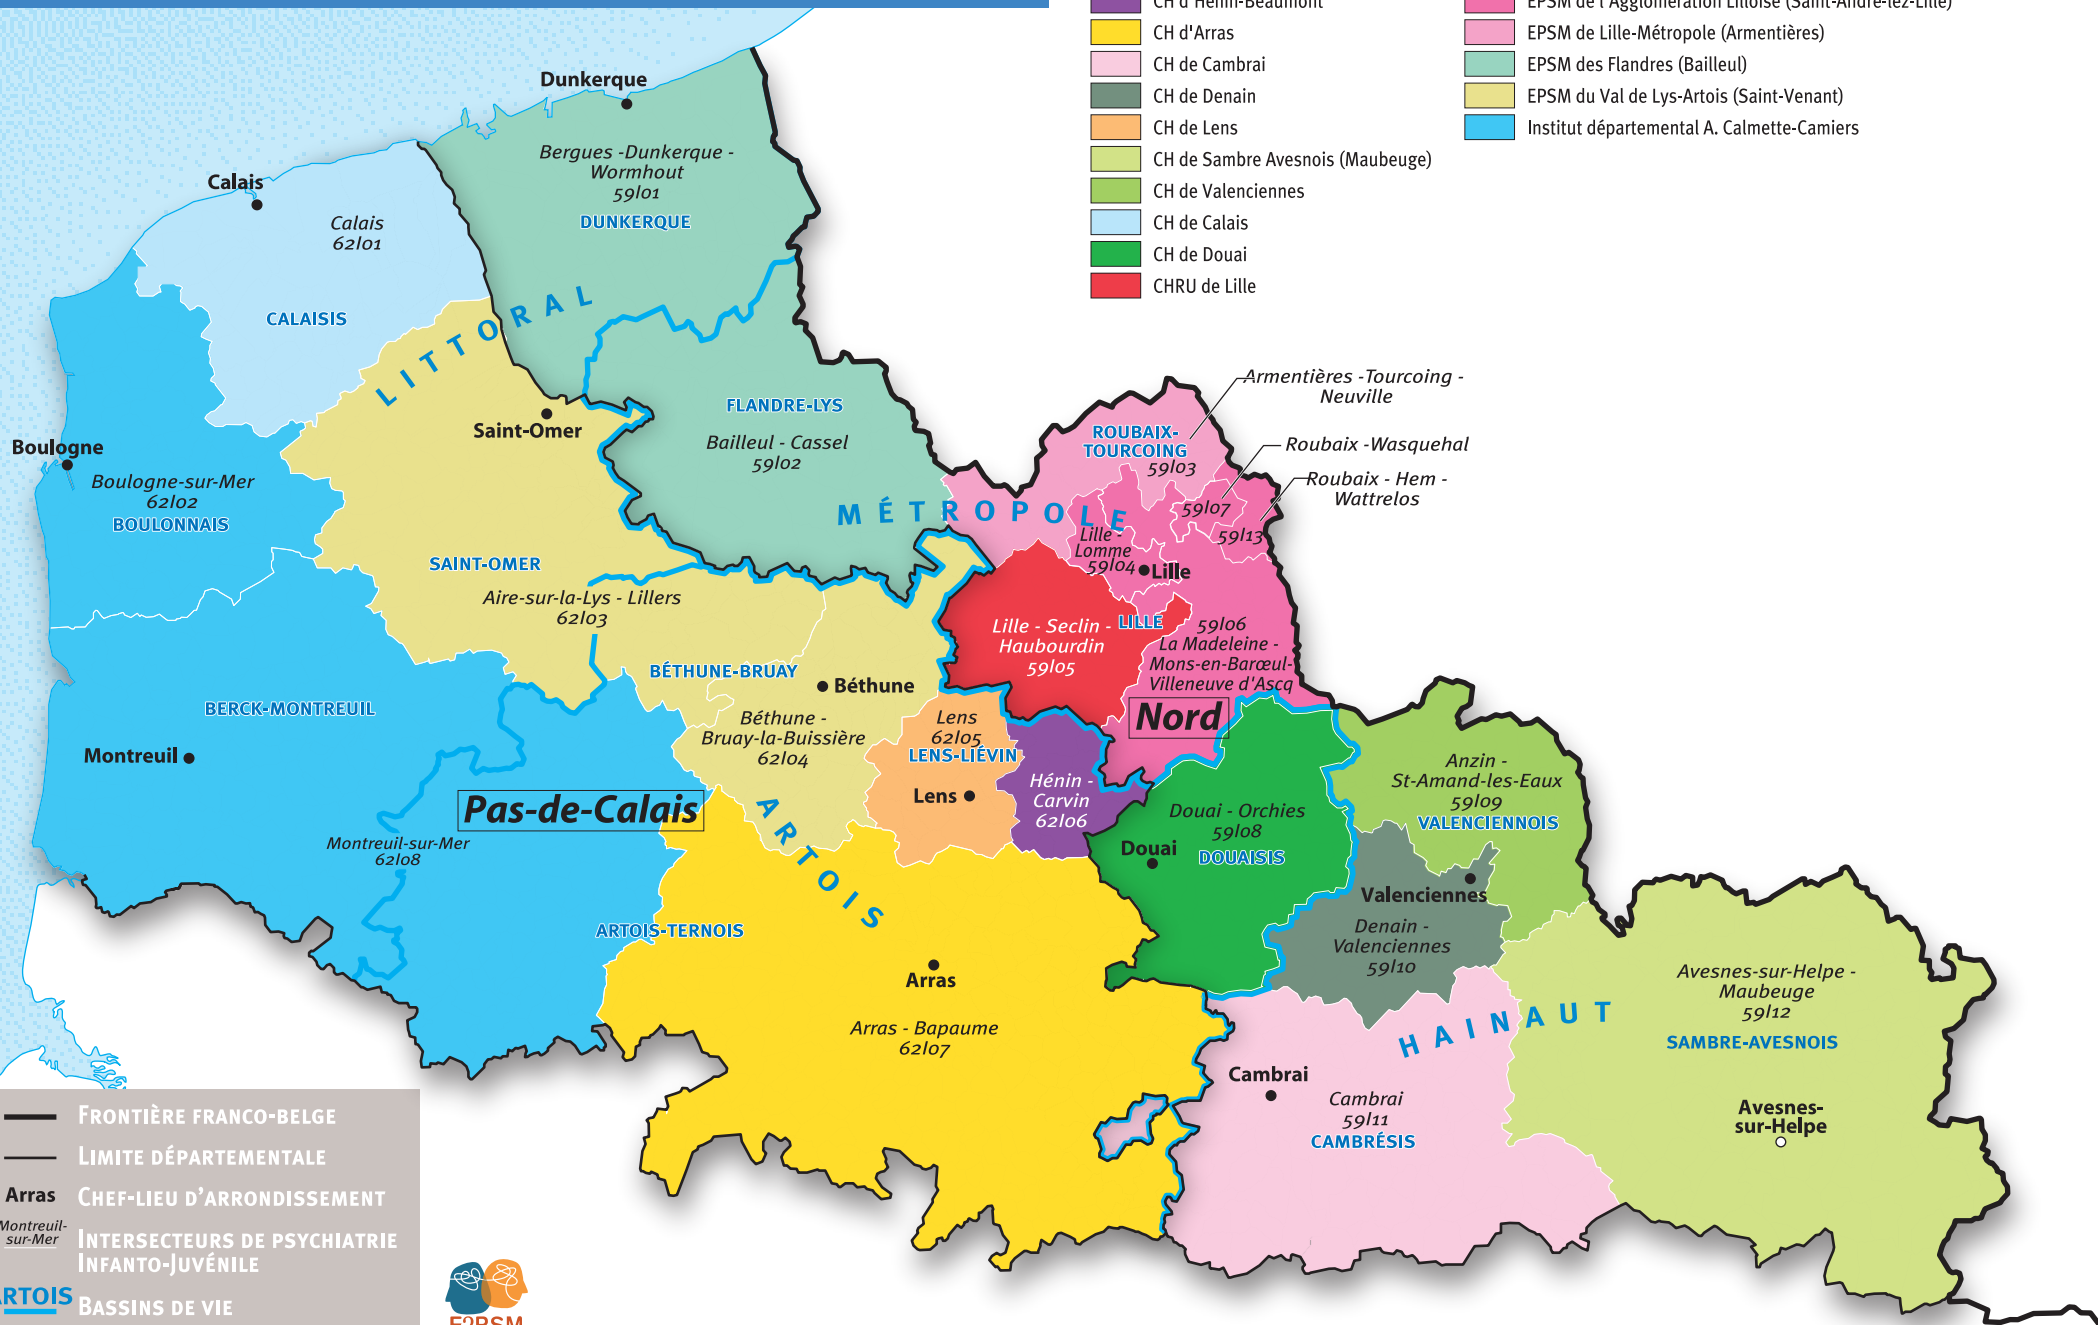 CH d'Hénin-Beaumont
CH d'Arras
CH de Cambrai
CH de Denain
CH de Lens
CH de Sambre Avesnois (Maubeuge)
CH de Valenciennes
CH de Calais
CH de Douai
CHRU de Lille
EPSM de l'Agglomération Lilloise (Saint-André-lez-Lille)
EPSM de Lille-Métropole (Armentières)
EPSM des Flandres (Bailleul)
EPSM du Val de Lys-Artois (Saint-Venant)
Institut départemental A. Calmette-Camiers
Dunkerque
Bergues -Dunkerque -
Wormhout
59I01
DUNKERQUE
Calais
Calais
62I01
CALAISIS
LITTORAL
Saint-Omer
FLANDRE-LYS
Bailleul - Cassel
59I02
Armentières -Tourcoing -
Neuville
ROUBAIX-
TOURCOING
59I03
Roubaix -Wasquehal
Roubaix - Hem -
Wattrelos
59I07
59I13
Boulogne
Boulogne-sur-Mer
62I02
BOULONNAIS
MÉTROPOLE
Lille -
Lomme
59I04
Lille
SAINT-OMER
Aire-sur-la-Lys - Lillers
62I03
Lille - Seclin -
Haubourdin
59I05
LILLE
59I06
La Madeleine -
Mons-en-Barœul-
Villeneuve d'Ascq
Nord
BÉTHUNE-BRUAY
Béthune
Béthune -
Bruay-la-Buissière
62I04
BERCK-MONTREUIL
Montreuil
Lens
62I05
LENS-LIÉVIN
Lens
Hénin -
Carvin
62I06
Pas-de-Calais
Montreuil-sur-Mer
62I08
ARTOIS
Douai - Orchies
59I08
Douai
DOUAISIS
Anzin -
St-Amand-les-Eaux
59I09
VALENCIENNOIS
Valenciennes
Denain -
Valenciennes
59I10
ARTOIS-TERNOIS
Arras
Arras - Bapaume
62I07
Avesnes-sur-Helpe -
Maubeuge
59I12
HAINAUT
SAMBRE-AVESNOIS
Cambrai
Cambrai
59I11
CAMBRÉSIS
Avesnes-
sur-Helpe
FRONTIÈRE FRANCO-BELGE
LIMITE DÉPARTEMENTALE
Arras CHEF-LIEU D'ARRONDISSEMENT
Montreuil-
sur-Mer
INTERSECTEURS DE PSYCHIATRIE
INFANTO-JUVÉNILE
ARTOIS BASSINS DE VIE